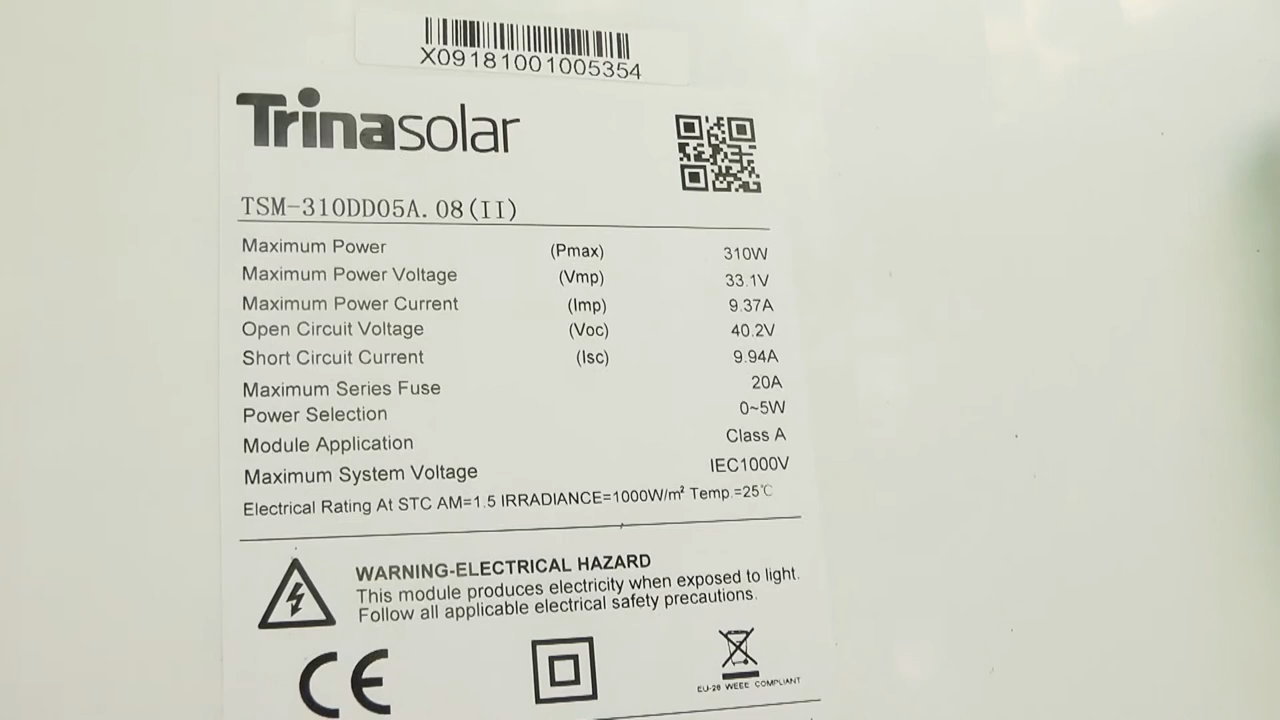 X09181001005354
Trinasolar
TSM-310DD05A.08(II)
Maximum Power (Pmax) 310W
Maximum Power Voltage (Vmp) 33.1V
Maximum Power Current (Imp) 9.37A
Open Circuit Voltage (Voc) 40.2V
Short Circuit Current (Isc) 9.94A
Maximum Series Fuse 20A
Power Selection 0~5W
Module Application Class A
Maximum System Voltage IEC1000V
Electrical Rating At STC AM=1.5 IRRADIANCE=1000W/m² Temp.=25℃
WARNING-ELECTRICAL HAZARD
This module produces electricity when exposed to light.
Follow all applicable electrical safety precautions.
CE
EU-28 WEEE COMPLIANT